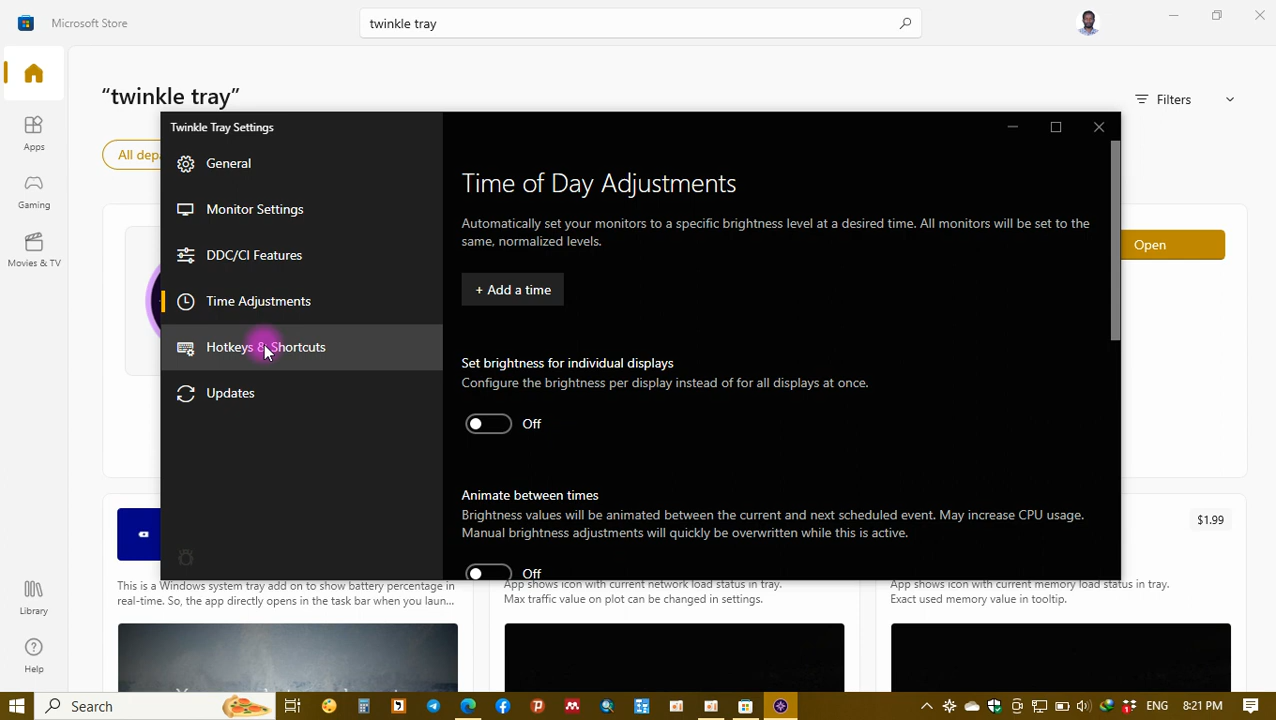 Microsoft Store
twinkle tray
"twinkle tray"
Filters
All depa
Apps
Gaming
Movies & TV
Library
Help
Open
Twinkle Tray Settings
General
Monitor Settings
DDC/CI Features
Time Adjustments
Hotkeys & Shortcuts
Updates
Time of Day Adjustments
Automatically set your monitors to a specific brightness level at a desired time. All monitors will be set to the
same, normalized levels.
+ Add a time
Set brightness for individual displays
Configure the brightness per display instead of for all displays at once.
Off
Animate between times
Brightness values will be animated between the current and next scheduled event. May increase CPU usage.
Manual brightness adjustments will quickly be overwritten while this is active.
Off
$1.99
This is a Windows system tray add on to show battery percentage in
real-time. So, the app directly opens in the task bar when you laun...
App shows icon with current network load status in tray.
Max traffic value on plot can be changed in settings.
App shows icon with current memory load status in tray.
Exact used memory value in tooltip.
Search
ENG
8:21 PM